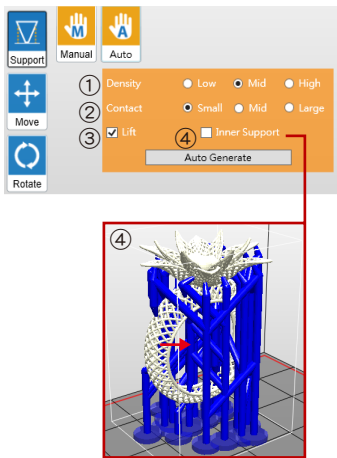 Support
Manual
Auto
① Density Low Mid High
② Contact Small Mid Large
③ Lift ④ Inner Support
Auto Generate
Move
Rotate
④